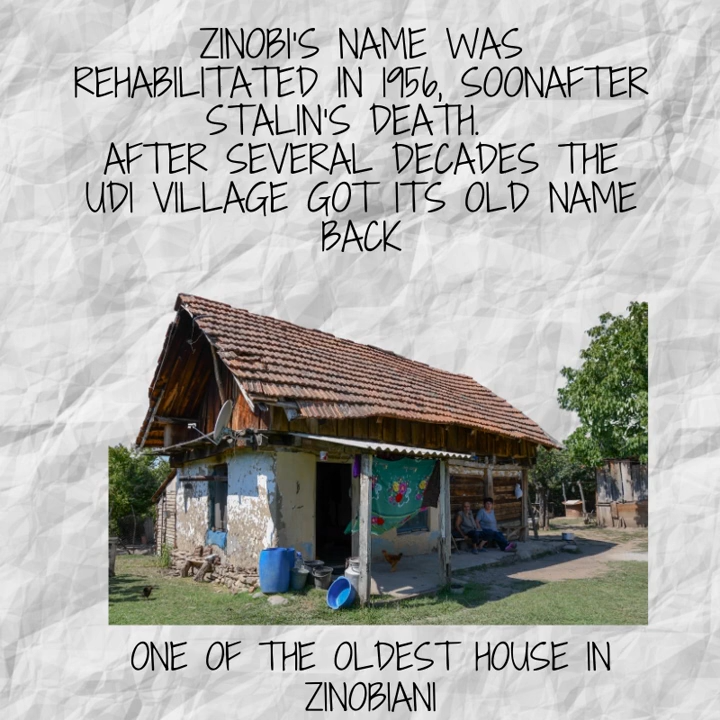 ZINOBI'S NAME WAS
REHABILITATED IN 1956, SOONAFTER
STALIN'S DEATH.
AFTER SEVERAL DECADES THE
UDI VILLAGE GOT ITS OLD NAME
BACK
ONE OF THE OLDEST HOUSE IN
ZINOBIANI